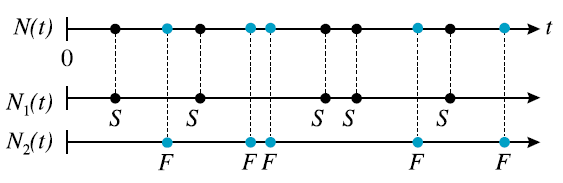 N(t) t
0
N₁(t) S S S S S
N₂(t) F F F F F